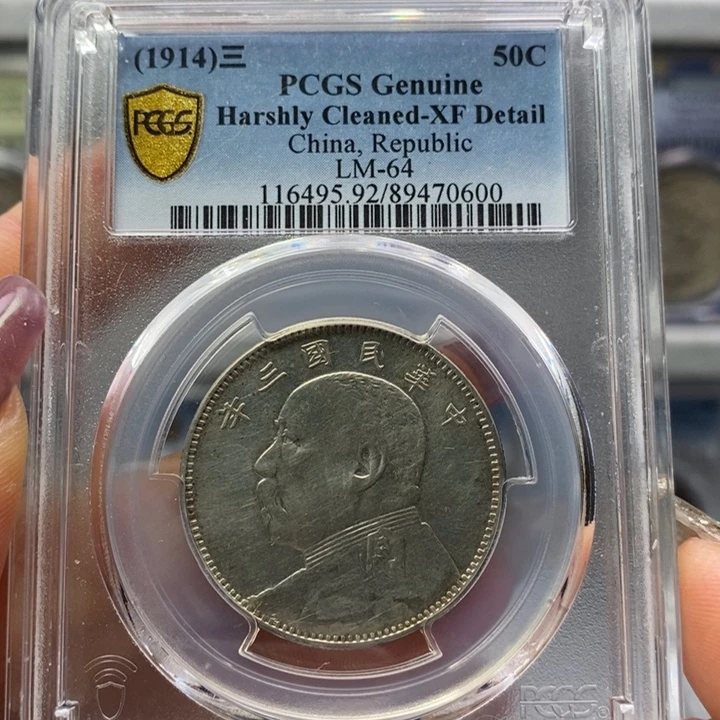 (1914)三 50C
PCGS Genuine
Harshly Cleaned-XF Detail
China, Republic
LM-64
116495.92/89470600
PCGS
年三國民華中
PCGS